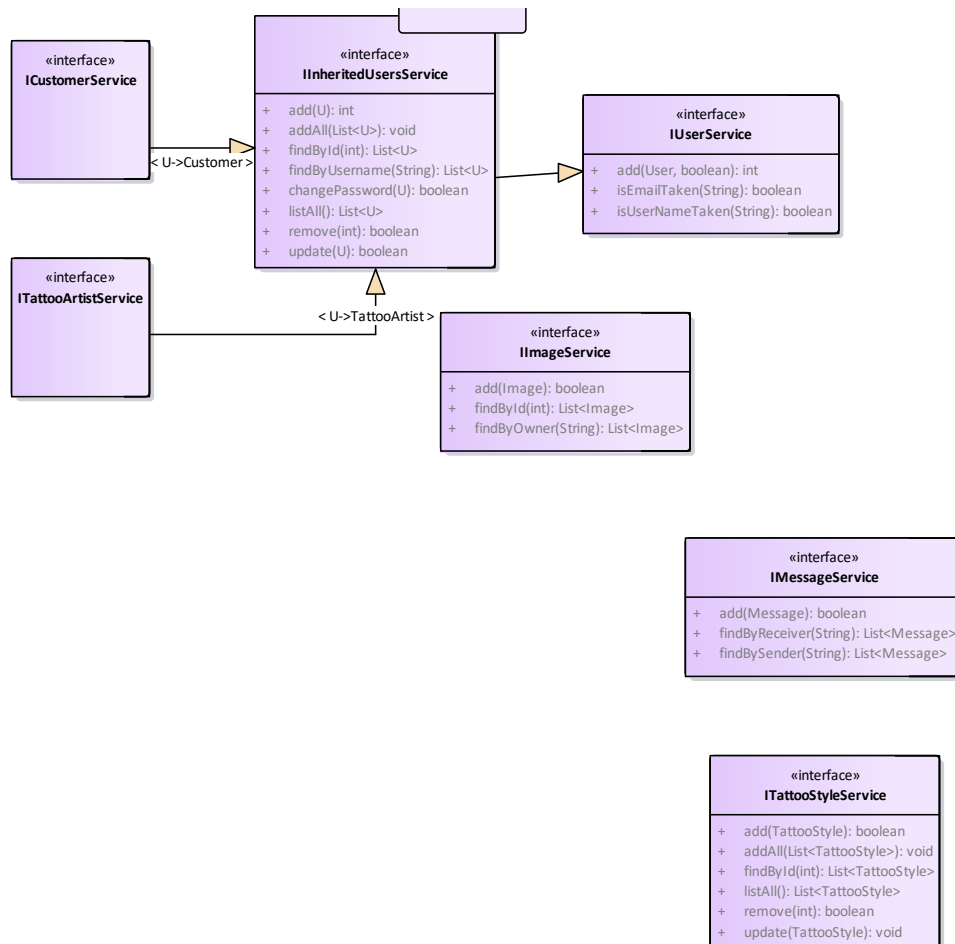 «interface»
ICustomerService
«interface»
IInheritedUsersService
+ add(U): int
+ addAll(List<U>): void
+ findById(int): List<U>
+ findByUsername(String): List<U>
+ changePassword(U): boolean
+ listAll(): List<U>
+ remove(int): boolean
+ update(U): boolean
< U->Customer >
«interface»
IUserService
+ add(User, boolean): int
+ isEmailTaken(String): boolean
+ isUserNameTaken(String): boolean
«interface»
ITattooArtistService
< U->TattooArtist >
«interface»
IImageService
+ add(Image): boolean
+ findById(int): List<Image>
+ findByOwner(String): List<Image>
«interface»
IMessageService
+ add(Message): boolean
+ findByReceiver(String): List<Message>
+ findBySender(String): List<Message>
«interface»
ITattooStyleService
+ add(TattooStyle): boolean
+ addAll(List<TattooStyle>): void
+ findById(int): List<TattooStyle>
+ listAll(): List<TattooStyle>
+ remove(int): boolean
+ update(TattooStyle): void